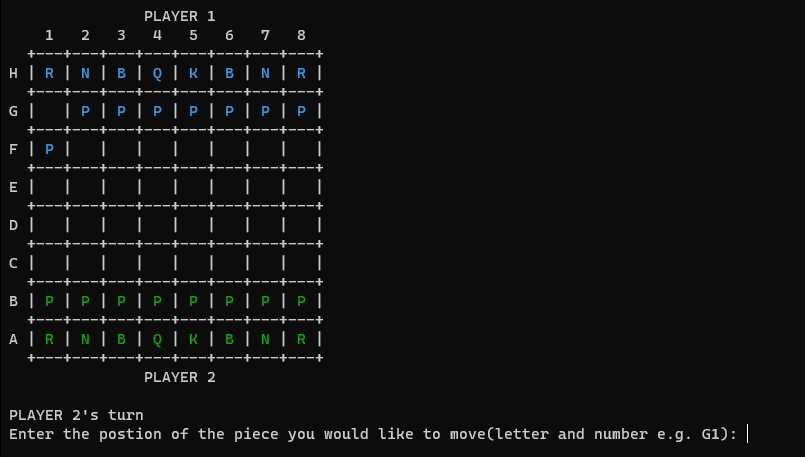 PLAYER 1
1 2 3 4 5 6 7 8
+---+---+---+---+---+---+---+---+
H | R | N | B | Q | K | B | N | R |
+---+---+---+---+---+---+---+---+
G |   | P | P | P | P | P | P | P |
+---+---+---+---+---+---+---+---+
F | P |   |   |   |   |   |   |   |
+---+---+---+---+---+---+---+---+
E |   |   |   |   |   |   |   |   |
+---+---+---+---+---+---+---+---+
D |   |   |   |   |   |   |   |   |
+---+---+---+---+---+---+---+---+
C |   |   |   |   |   |   |   |   |
+---+---+---+---+---+---+---+---+
B | P | P | P | P | P | P | P | P |
+---+---+---+---+---+---+---+---+
A | R | N | B | Q | K | B | N | R |
+---+---+---+---+---+---+---+---+
PLAYER 2
PLAYER 2's turn
Enter the postion of the piece you would like to move(letter and number e.g. G1):